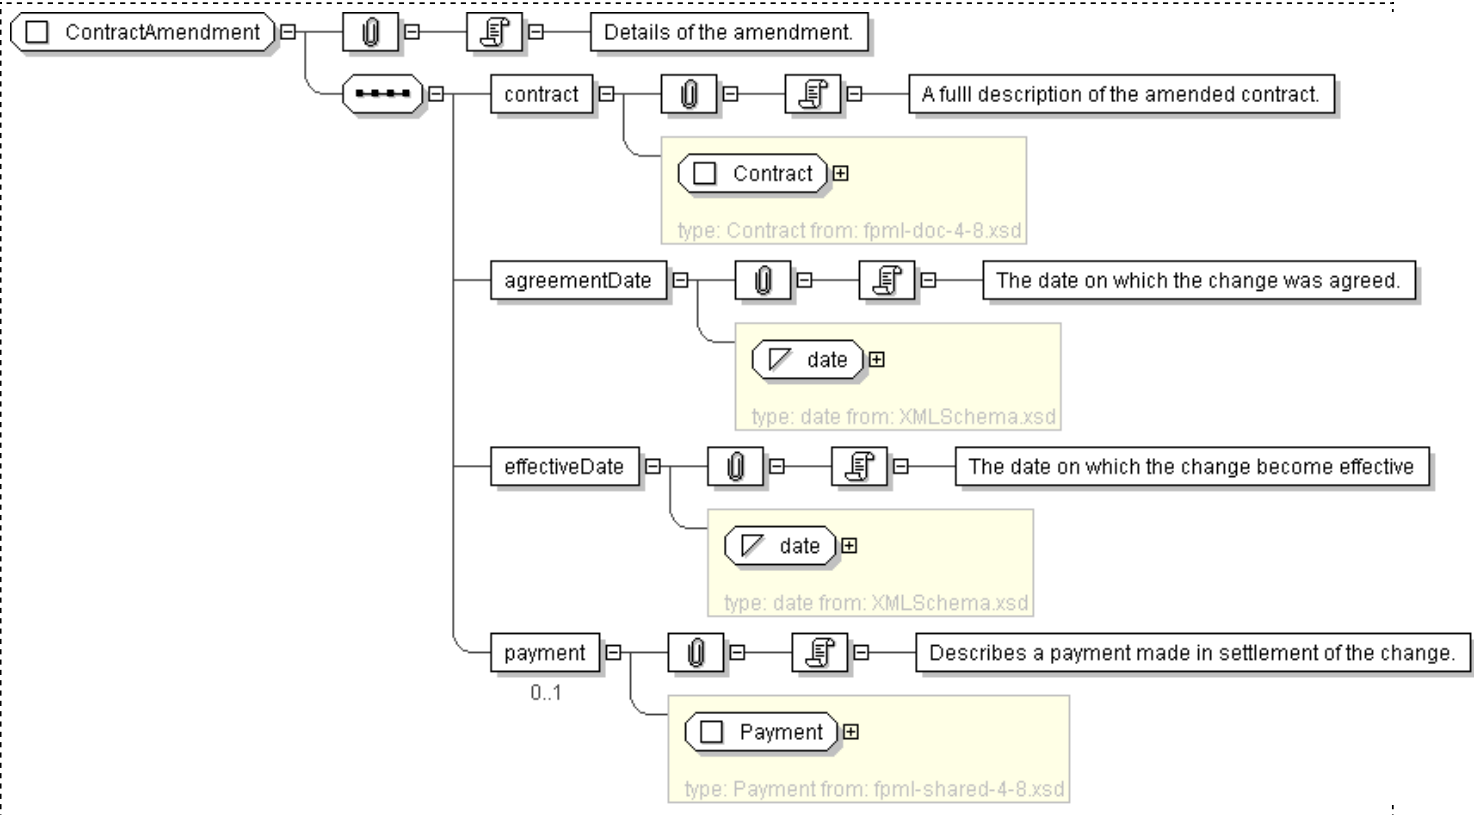 ContractAmendment
Details of the amendment.
contract
A fulll description of the amended contract.
Contract
type: Contract from: fpml-doc-4-8.xsd
agreementDate
The date on which the change was agreed.
date
type: date from: XMLSchema.xsd
effectiveDate
The date on which the change become effective
date
type: date from: XMLSchema.xsd
payment
Describes a payment made in settlement of the change.
0..1
Payment
type: Payment from: fpml-shared-4-8.xsd